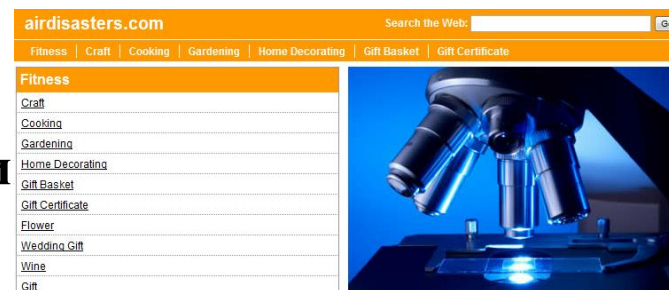 airdisasters.com Search the Web:
Fitness | Craft | Cooking | Gardening | Home Decorating | Gift Basket | Gift Certificate
Fitness
Craft
Cooking
Gardening
Home Decorating
Gift Basket
Gift Certificate
Flower
Wedding Gift
Wine
Gift